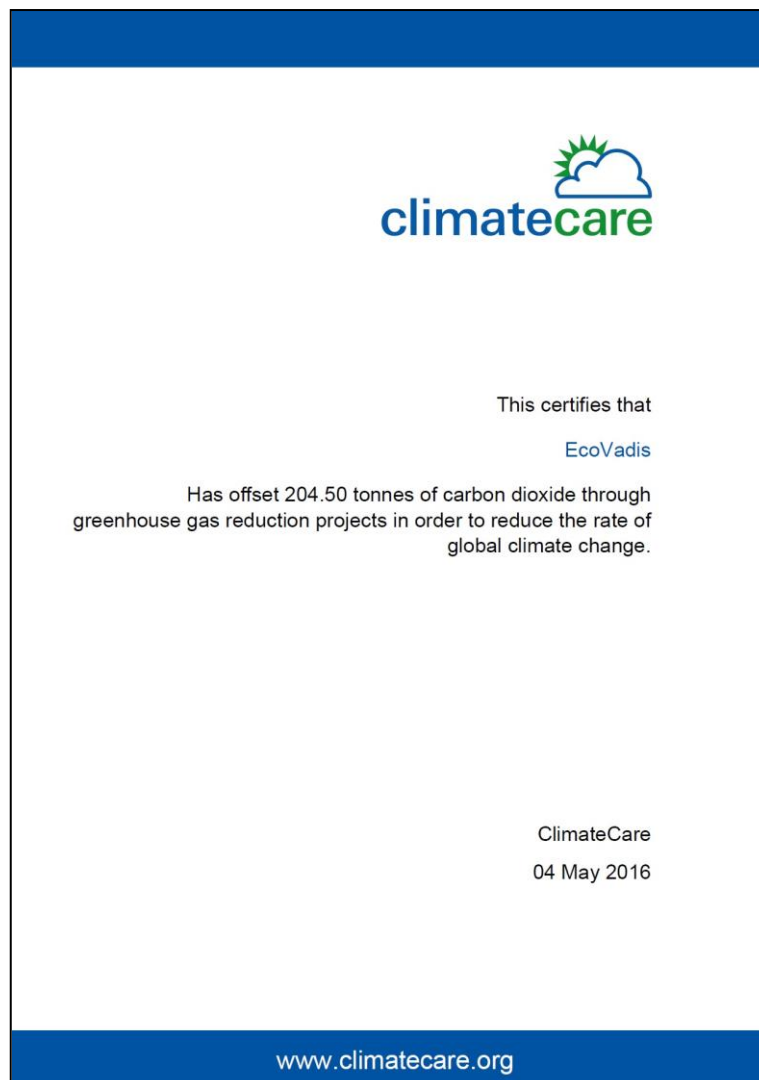 climatecare
This certifies that
EcoVadis
Has offset 204.50 tonnes of carbon dioxide through
greenhouse gas reduction projects in order to reduce the rate of
global climate change.
ClimateCare
04 May 2016
www.climatecare.org